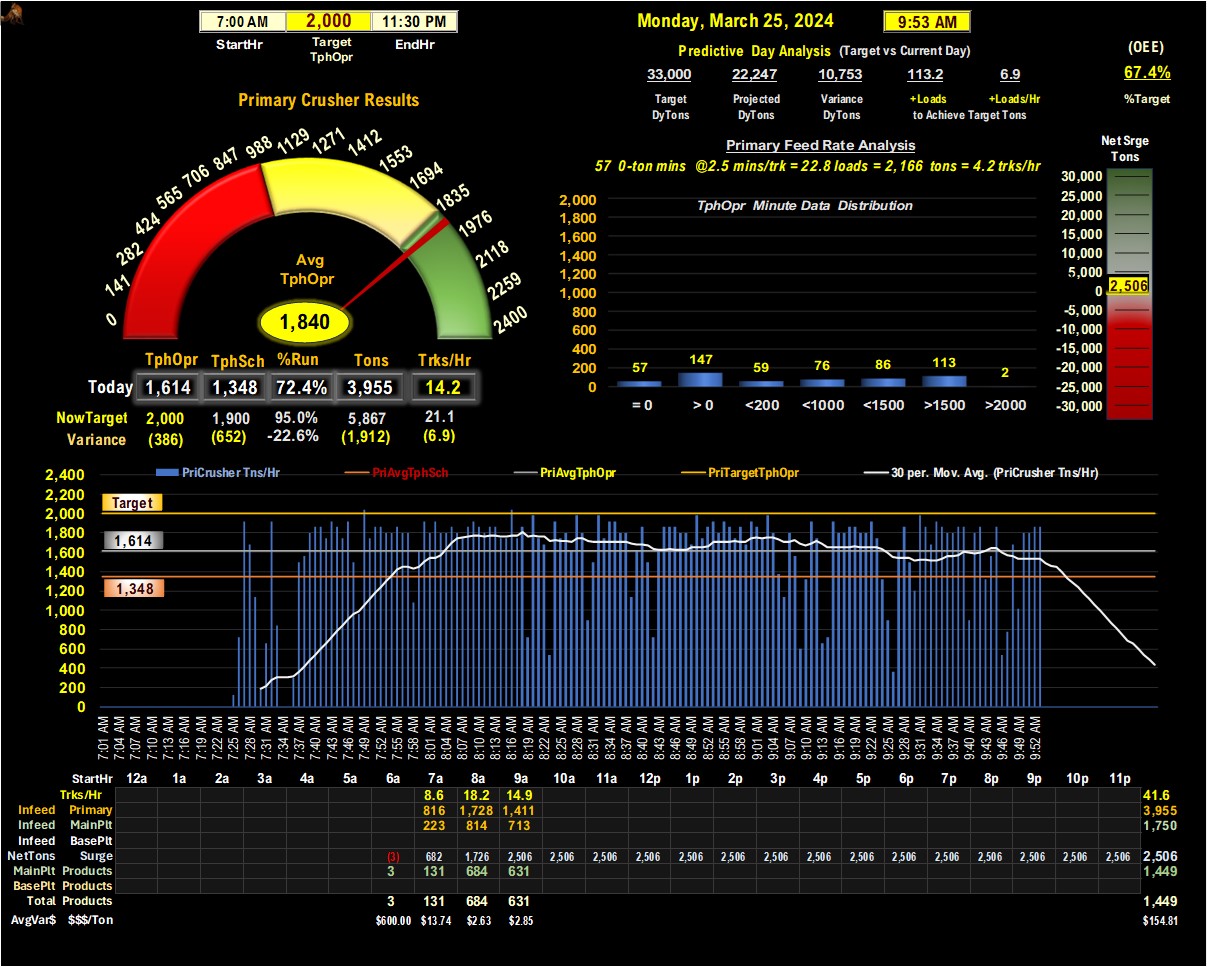 7:00 AM 2,000 11:30 PM
StartHr Target TphOpr EndHr
Monday, March 25, 2024 9:53 AM
Predictive Day Analysis (Target vs Current Day)
33,000 22,247 10,753 113.2 6.9
Target DyTons Projected DyTons Variance DyTons +Loads +Loads/Hr
to Achieve Target Tons
(OEE)
67.4%
%Target
Primary Crusher Results
0 141 282 424 565 706 847 988 1129 1271 1412 1553 1694 1835 1976 2118 2259 2400
Avg
TphOpr
1,840
TphOpr TphSch %Run Tons Trks/Hr
Today 1,614 1,348 72.4% 3,955 14.2
NowTarget 2,000 1,900 95.0% 5,867 21.1
Variance (386) (652) -22.6% (1,912) (6.9)
Primary Feed Rate Analysis
57 0-ton mins @2.5 mins/trk = 22.8 loads = 2,166 tons = 4.2 trks/hr
TphOpr Minute Data Distribution
2,000
1,800
1,600
1,400
1,200
1,000
800
600
400
200
0
57 147 59 76 86 113 2
= 0 > 0 <200 <1000 <1500 >1500 >2000
Net Srge
Tons
30,000
25,000
20,000
15,000
10,000
5,000
0
-5,000
-10,000
-15,000
-20,000
-25,000
-30,000
2,506
PriCrusher Tns/Hr PriAvgTphSch PriAvgTphOpr PriTargetTphOpr 30 per. Mov. Avg. (PriCrusher Tns/Hr)
2,400
2,200
2,000
1,800
1,600
1,400
1,200
1,000
800
600
400
200
0
Target
1,614
1,348
7:01 AM 7:04 AM 7:07 AM 7:10 AM 7:13 AM 7:16 AM 7:19 AM 7:22 AM 7:25 AM 7:28 AM 7:31 AM 7:34 AM 7:37 AM 7:40 AM 7:43 AM 7:46 AM 7:49 AM 7:52 AM 7:55 AM 7:58 AM 8:01 AM 8:04 AM 8:07 AM 8:10 AM 8:13 AM 8:16 AM 8:19 AM 8:22 AM 8:25 AM 8:28 AM 8:31 AM 8:34 AM 8:37 AM 8:40 AM 8:43 AM 8:46 AM 8:49 AM 8:52 AM 8:55 AM 8:58 AM 9:01 AM 9:04 AM 9:07 AM 9:10 AM 9:13 AM 9:16 AM 9:19 AM 9:22 AM 9:25 AM 9:28 AM 9:31 AM 9:34 AM 9:37 AM 9:40 AM 9:43 AM 9:46 AM 9:49 AM 9:52 AM
StartHr 12a 1a 2a 3a 4a 5a 6a 7a 8a 9a 10a 11a 12p 1p 2p 3p 4p 5p 6p 7p 8p 9p 10p 11p
Trks/Hr 8.6 18.2 14.9 41.6
Infeed Primary 816 1,728 1,411 3,955
Infeed MainPlt 223 814 713 1,750
Infeed BasePlt
NetTons Surge (3) 682 1,726 2,506 2,506 2,506 2,506 2,506 2,506 2,506 2,506 2,506 2,506 2,506 2,506 2,506 2,506 2,506 2,506
MainPlt Products 3 131 684 631 1,449
BasePlt Products
Total Products 3 131 684 631 1,449
AvgVar$ $$$/Ton $600.00 $13.74 $2.63 $2.85 $154.81